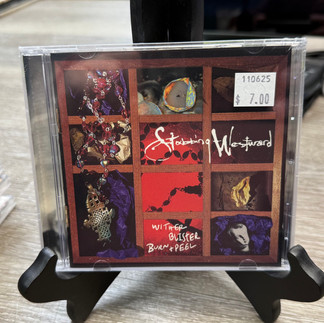 110625
$ 7.00
Stabbing Westward
WITHER
BLISTER
BURN + PEEL